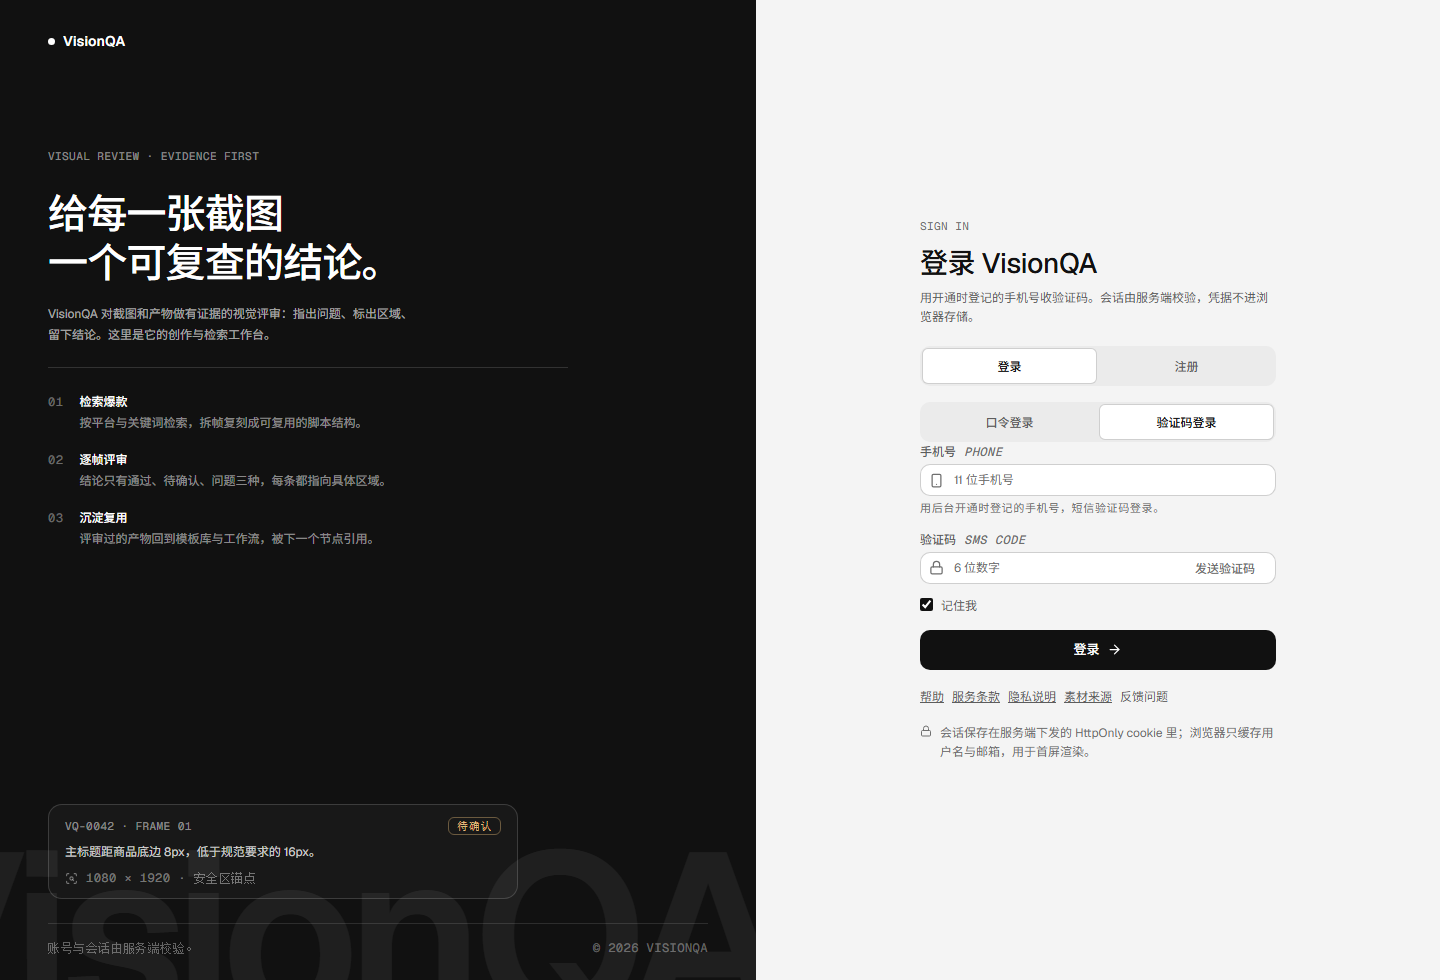 VisionQA
VISUAL REVIEW · EVIDENCE FIRST
给每一张截图
一个可复查的结论。
VisionQA 对截图和产物做有证据的视觉评审：指出问题、标出区域、
留下结论。这里是它的创作与检索工作台。
01 检索爆款
按平台与关键词检索，拆帧复刻成可复用的脚本结构。
02 逐帧评审
结论只有通过、待确认、问题三种，每条都指向具体区域。
03 沉淀复用
评审过的产物回到模板库与工作流，被下一个节点引用。
VQ-0042 · FRAME 01 待确认
主标题距商品底边 8px，低于规范要求的 16px。
1080 × 1920 · 安全区锚点
VisionQA
账号与会话由服务端校验。 © 2026 VISIONQA
SIGN IN
登录 VisionQA
用开通时登记的手机号收验证码。会话由服务端校验，凭据不进浏
览器存储。
登录 注册
口令登录 验证码登录
手机号 PHONE
11 位手机号
用后台开通时登记的手机号，短信验证码登录。
验证码 SMS CODE
6 位数字 发送验证码
记住我
登录 →
帮助 服务条款 隐私说明 素材来源 反馈问题
会话保存在服务端下发的 HttpOnly cookie 里；浏览器只缓存用
户名与邮箱，用于首屏渲染。